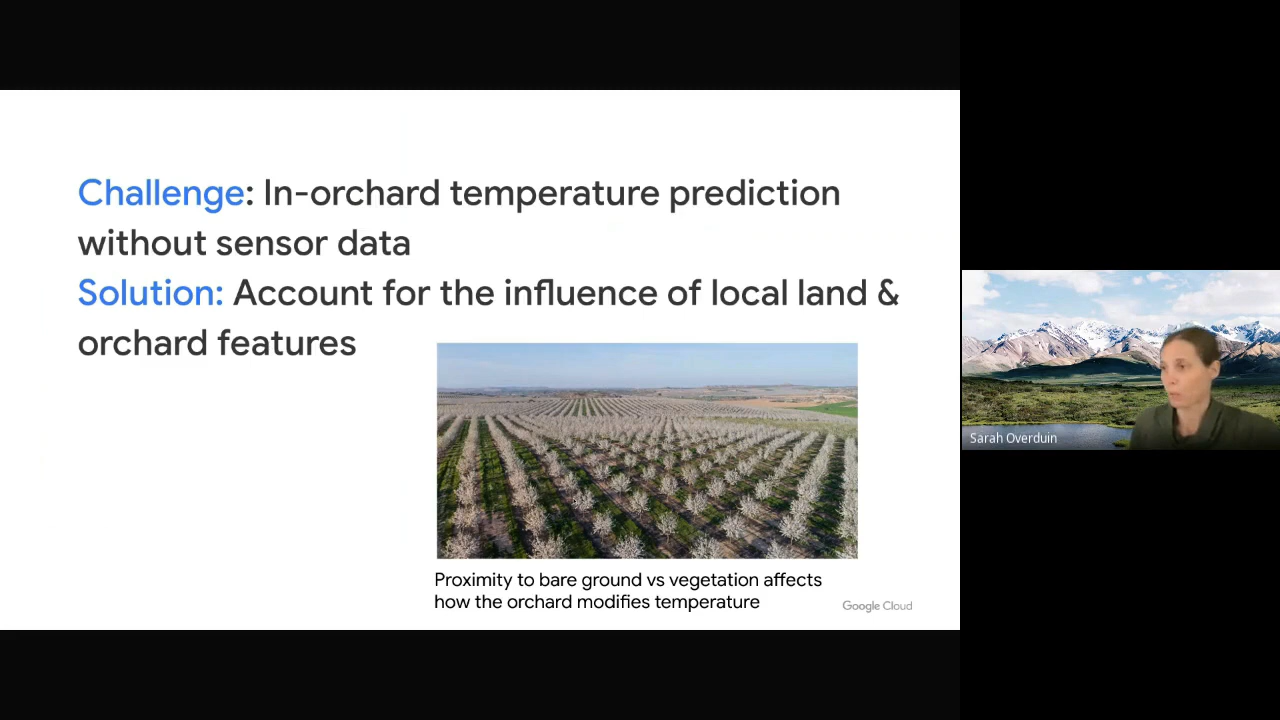 Challenge: In-orchard temperature prediction
without sensor data
Solution: Account for the influence of local land &
orchard features
Proximity to bare ground vs vegetation affects
how the orchard modifies temperature
Google Cloud
Sarah Overduin